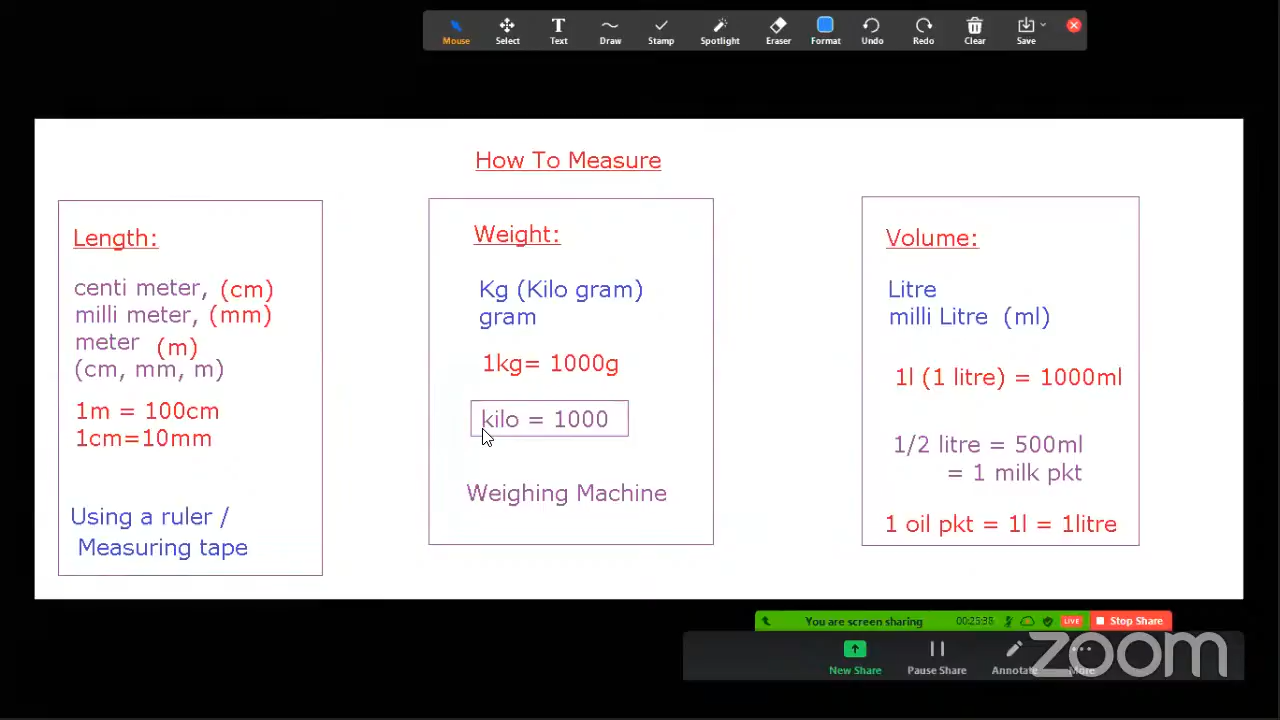 Mouse Select Text Draw Stamp Spotlight Eraser Format Undo Redo Clear Save
How To Measure
Length:
centi meter, (cm)
milli meter, (mm)
meter (m)
(cm, mm, m)
1m = 100cm
1cm=10mm
Using a ruler /
Measuring tape
Weight:
Kg (Kilo gram)
gram
1kg= 1000g
kilo = 1000
Weighing Machine
Volume:
Litre
milli Litre (ml)
1l (1 litre) = 1000ml
1/2 litre = 500ml
= 1 milk pkt
1 oil pkt = 1l = 1litre
You are screen sharing 00:25:38 LIVE Stop Share
New Share Pause Share Annotate More
zoom